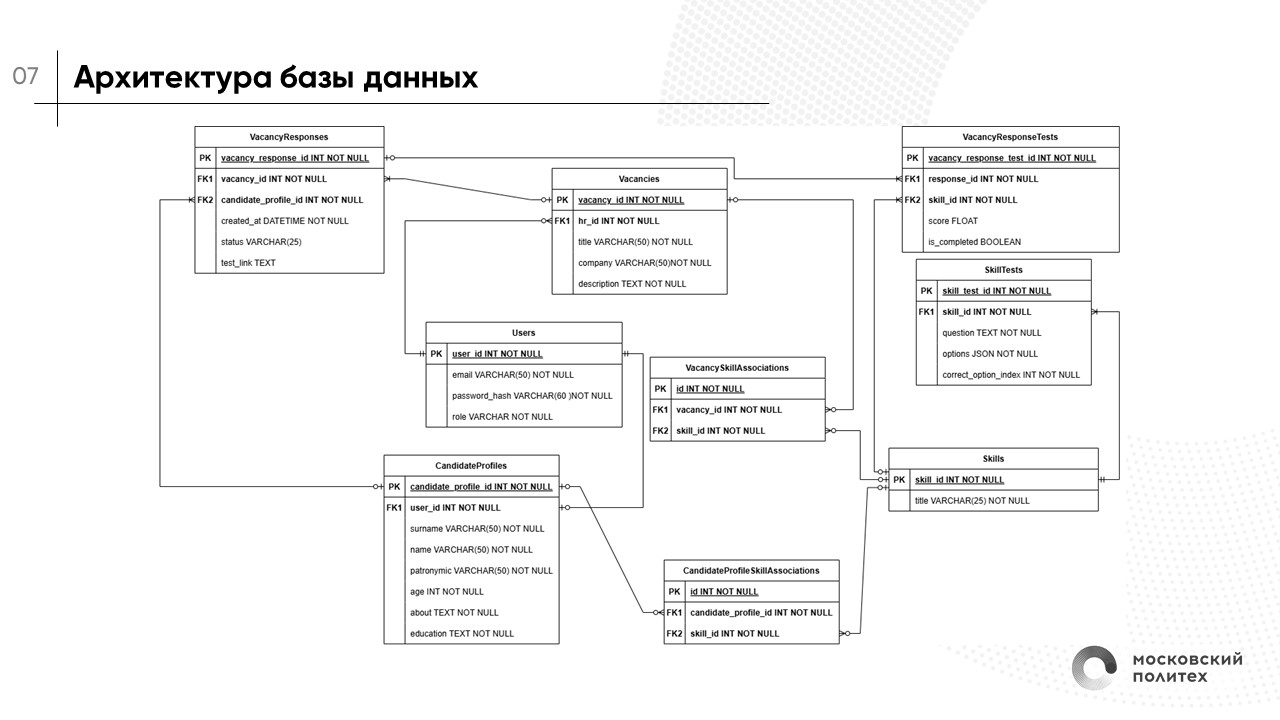 07
Архитектура базы данных
VacancyResponses
PK vacancy_response_id INT NOT NULL
FK1 vacancy_id INT NOT NULL
FK2 candidate_profile_id INT NOT NULL
created_at DATETIME NOT NULL
status VARCHAR(25)
test_link TEXT
Vacancies
PK vacancy_id INT NOT NULL
FK1 hr_id INT NOT NULL
title VARCHAR(50) NOT NULL
company VARCHAR(50)NOT NULL
description TEXT NOT NULL
VacancyResponseTests
PK vacancy_response_test_id INT NOT NULL
FK1 response_id INT NOT NULL
FK2 skill_id INT NOT NULL
score FLOAT
is_completed BOOLEAN
SkillTests
PK skill_test_id INT NOT NULL
FK1 skill_id INT NOT NULL
question TEXT NOT NULL
options JSON NOT NULL
correct_option_index INT NOT NULL
Users
PK user_id INT NOT NULL
email VARCHAR(50) NOT NULL
password_hash VARCHAR(60 )NOT NULL
role VARCHAR NOT NULL
VacancySkillAssociations
PK id INT NOT NULL
FK1 vacancy_id INT NOT NULL
FK2 skill_id INT NOT NULL
Skills
PK skill_id INT NOT NULL
title VARCHAR(25) NOT NULL
CandidateProfiles
PK candidate_profile_id INT NOT NULL
FK1 user_id INT NOT NULL
surname VARCHAR(50) NOT NULL
name VARCHAR(50) NOT NULL
patronymic VARCHAR(50) NOT NULL
age INT NOT NULL
about TEXT NOT NULL
education TEXT NOT NULL
CandidateProfileSkillAssociations
PK id INT NOT NULL
FK1 candidate_profile_id INT NOT NULL
FK2 skill_id INT NOT NULL
МОСКОВСКИЙ
ПОЛИТЕХ